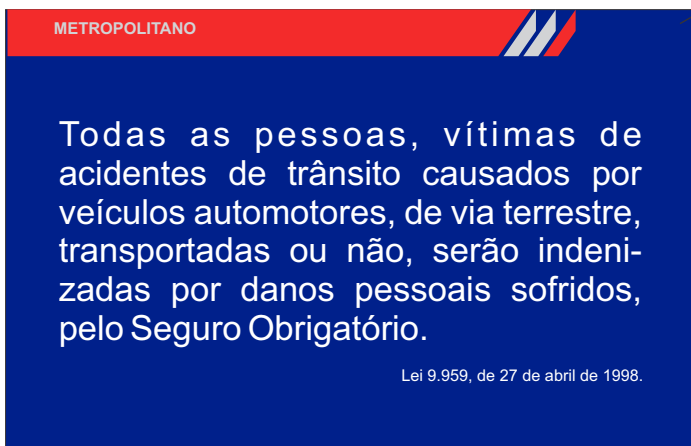 METROPOLITANO
Todas as pessoas, vítimas de
acidentes de trânsito causados por
veículos automotores, de via terrestre,
transportadas ou não, serão indeni-
zadas por danos pessoais sofridos,
pelo Seguro Obrigatório.
Lei 9.959, de 27 de abril de 1998.